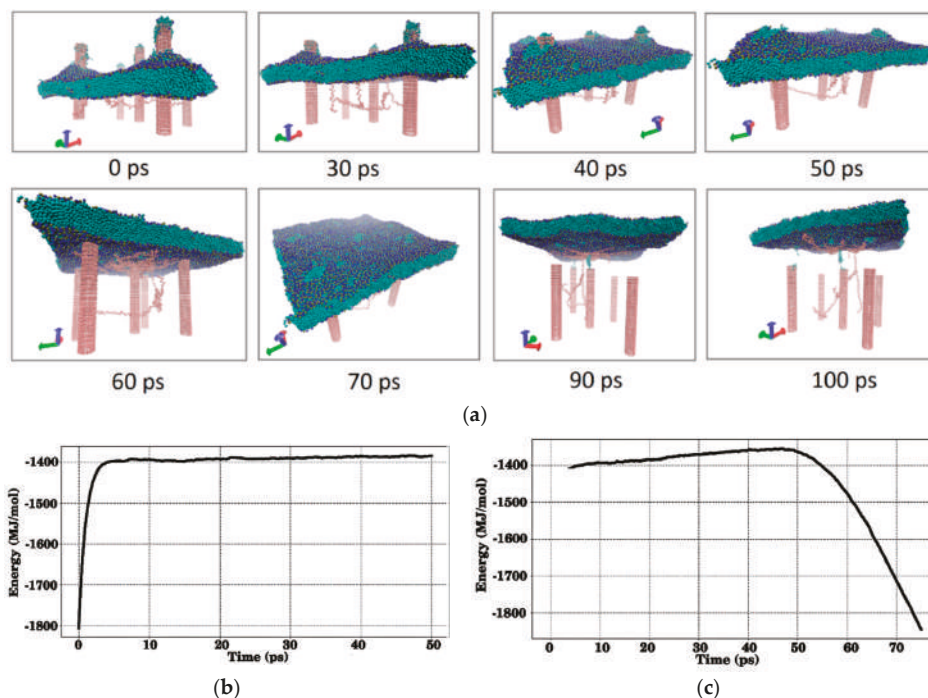 0 ps 30 ps 40 ps 50 ps
60 ps 70 ps 90 ps 100 ps
(a)
-1400
-1500
-1600
-1700
-1800
Energy (MJ/mol)
0 10 20 30 40 50
Time (ps)
(b)
-1400
-1500
-1600
-1700
-1800
Energy (MJ/mol)
0 10 20 30 40 50 60 70
Time (ps)
(c)